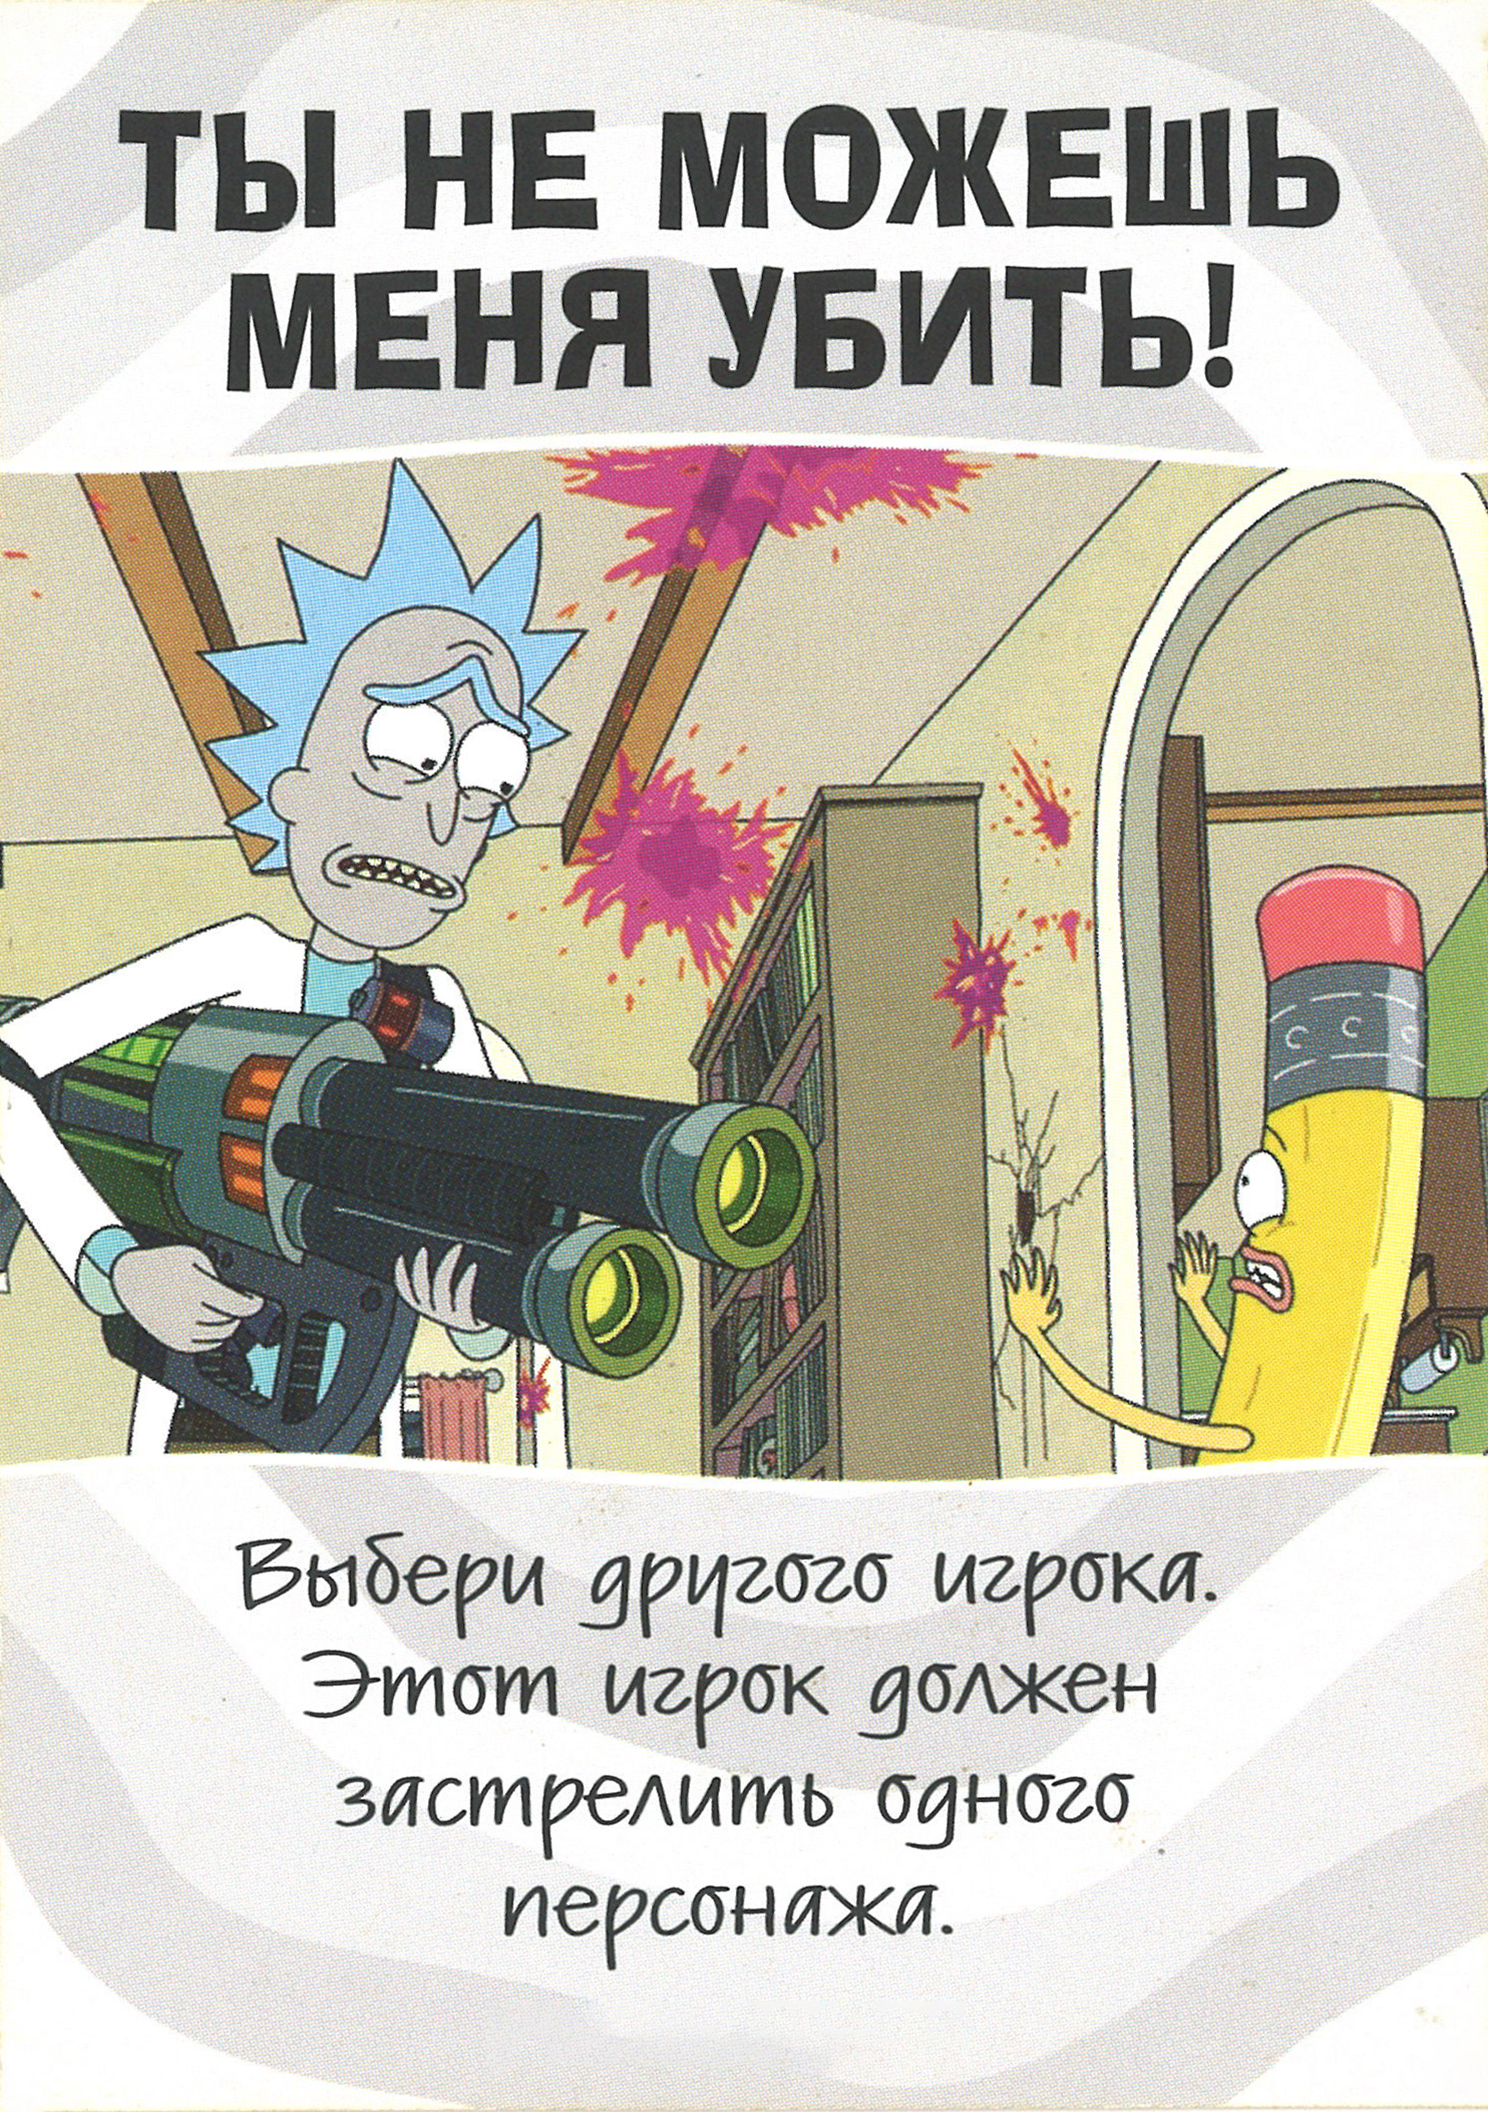 ТЫ НЕ МОЖЕШЬ
МЕНЯ УБИТЬ!
Выбери другого игрока.
Этот игрок должен
застрелить одного
персонажа.